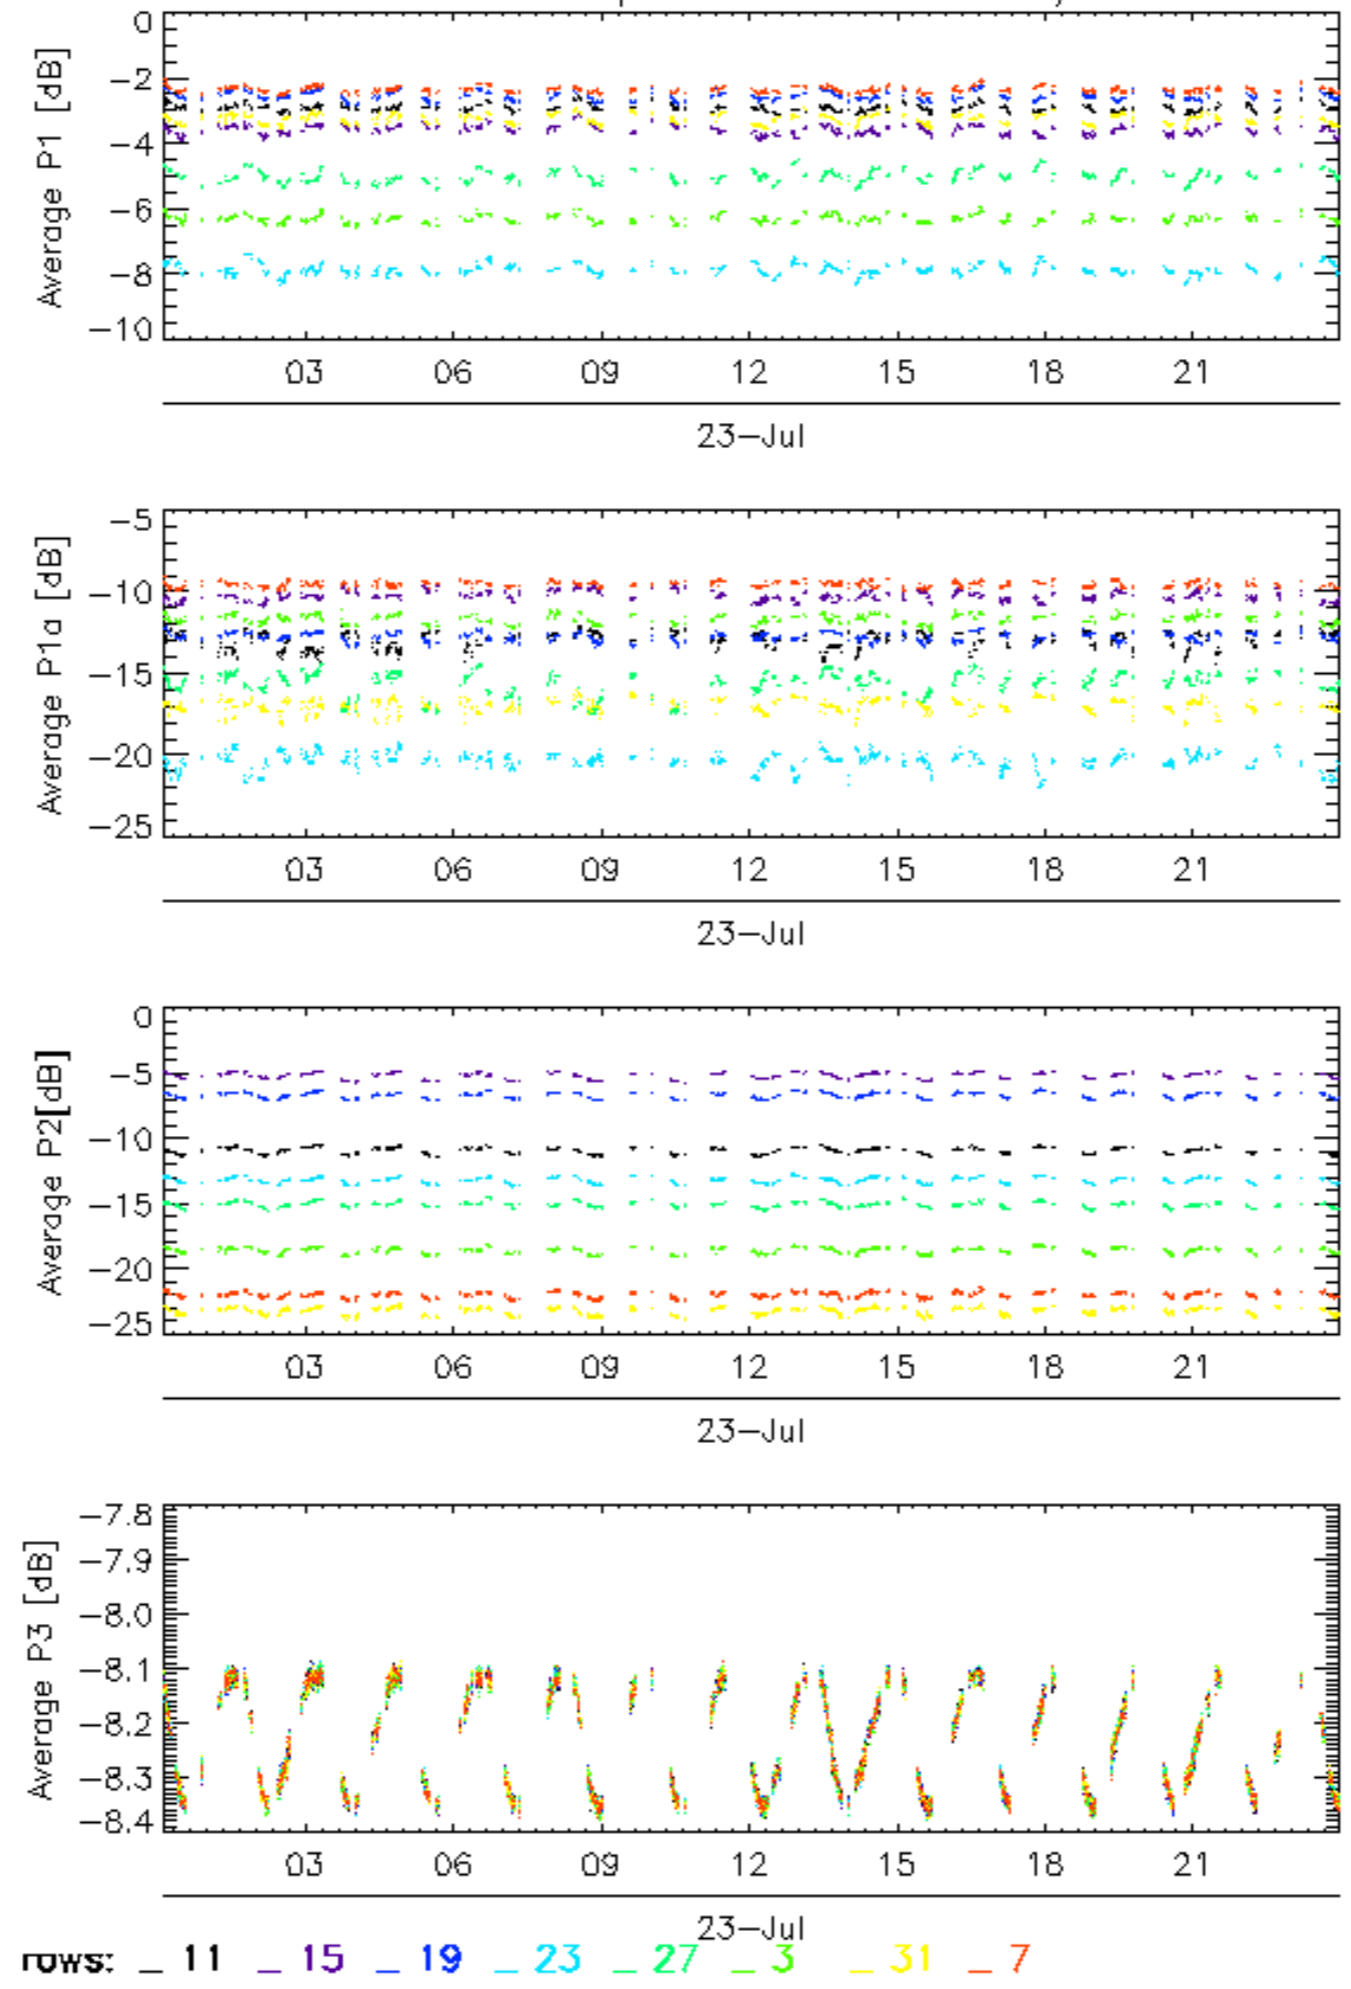 0
−2
−4
−6
−8
−10
Average P1 [dB]
03 06 09 12 15 18 21
23−Jul
−5
−10
−15
−20
−25
Average P1a [dB]
03 06 09 12 15 18 21
23−Jul
0
−5
−10
−15
−20
−25
Average P2[dB]
03 06 09 12 15 18 21
23−Jul
−7.8
−7.9
−8.0
−8.1
−8.2
−8.3
−8.4
Average P3 [dB]
03 06 09 12 15 18 21
23−Jul
rows: _ 11 _ 15 _ 19 _ 23 _ 27 _ 3 _ 31 _ 7